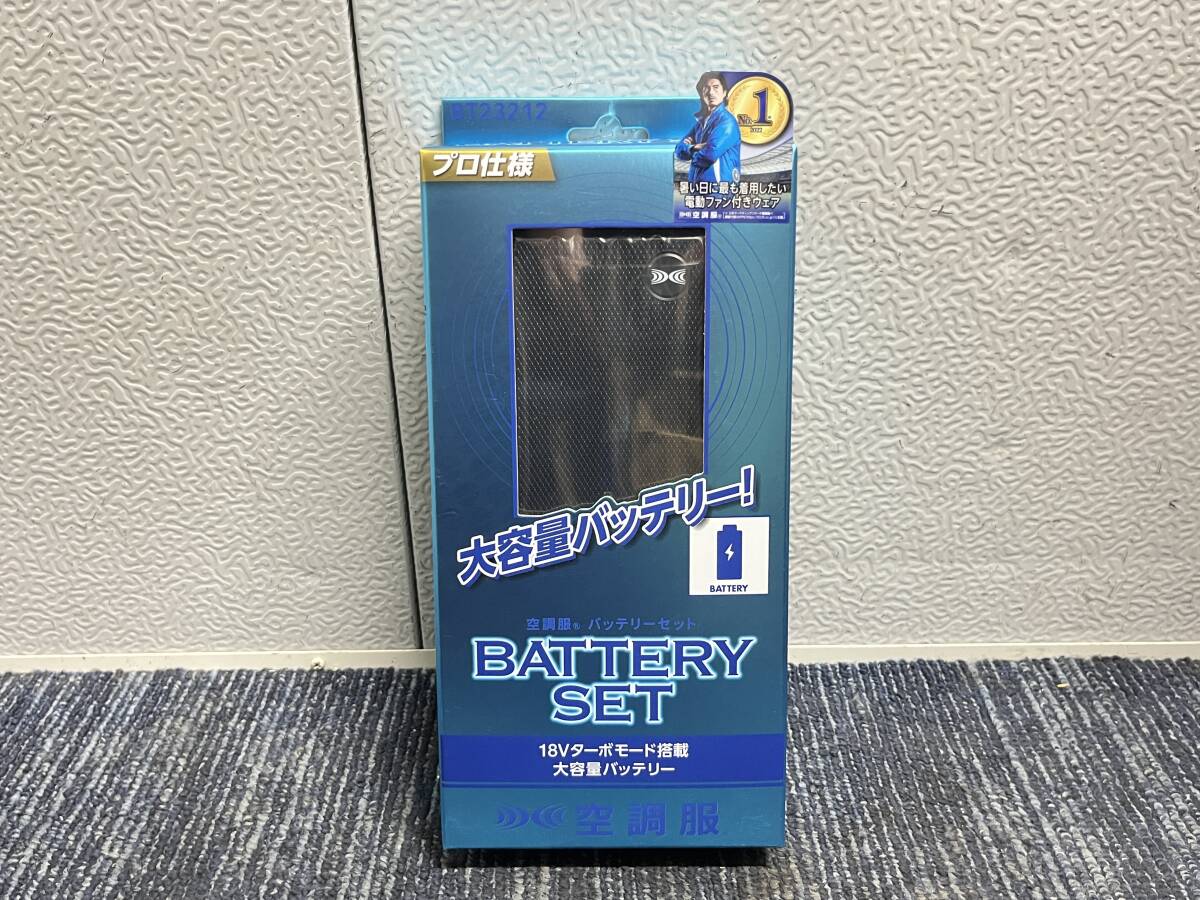 BT23212
プロ仕様
No.1
2022
暑い日に最も着用したい
電動ファン付きウェア
空調服®
大容量バッテリー!
BATTERY
空調服® バッテリーセット
BATTERY
SET
18Vターボモード搭載
大容量バッテリー
空調服